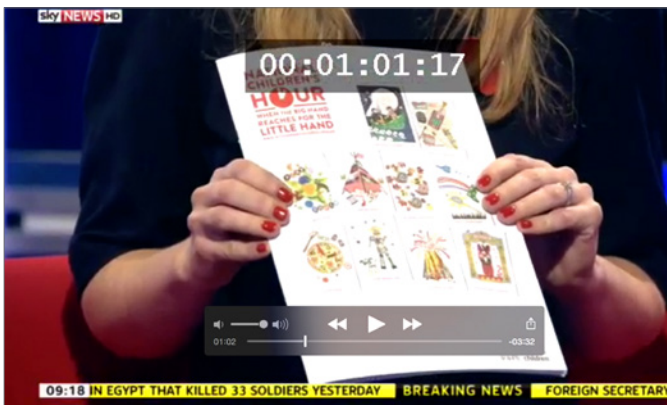 sky NEWS HD
00:01:01:17
NATIONAL
CHILDREN'S
HOUR
WHEN THE BIG HAND
REACHES FOR THE
LITTLE HAND
01:02
-03:32
09:18 IN EGYPT THAT KILLED 33 SOLDIERS YESTERDAY BREAKING NEWS FOREIGN SECRETARY